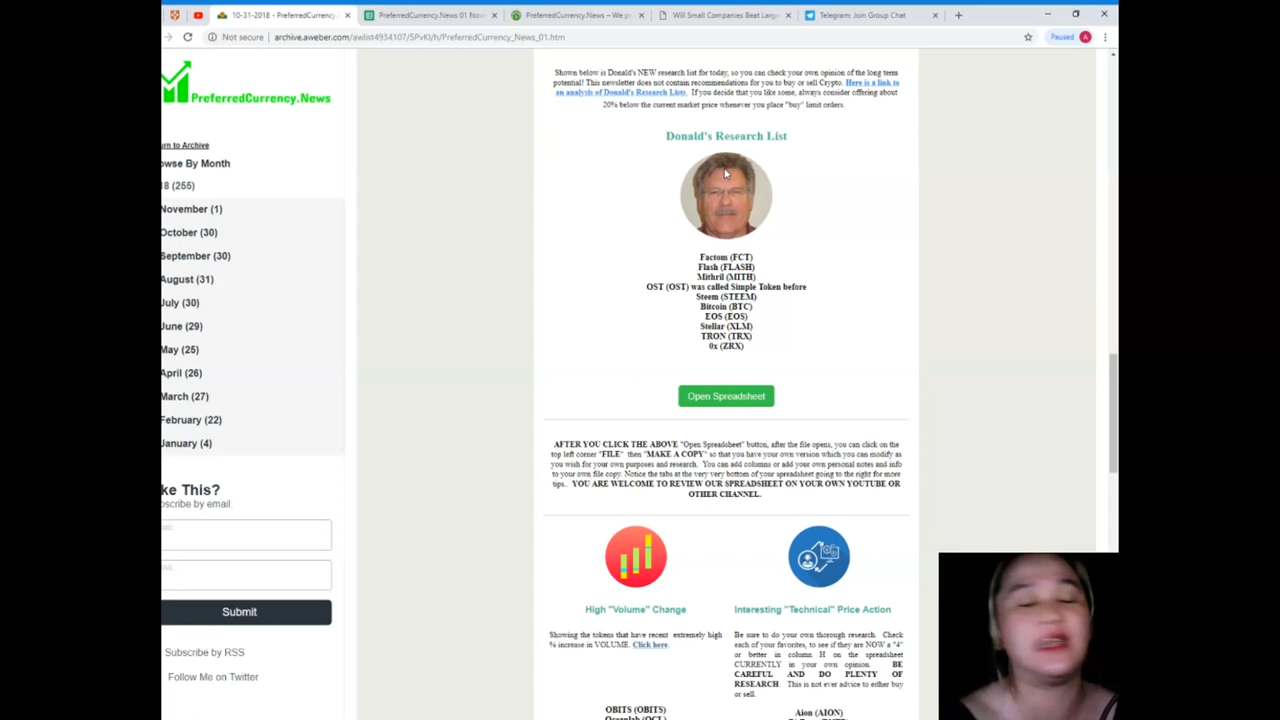 10-31-2018 - PreferredCurrency.
PreferredCurrency.News 01 Nove
PreferredCurrency.News – We pe
Will Small Companies Beat Large
Telegram: Join Group Chat
Not secure
archive.aweber.com/awlist4934107/5PvKI/h/PreferredCurrency_News_01.htm
Paused
A
PreferredCurrency.News
urn to Archive
owse By Month
18 (255)
November (1)
October (30)
September (30)
August (31)
July (30)
June (29)
May (25)
April (26)
March (27)
February (22)
January (4)
ke This?
bscribe by email:
Submit
Subscribe by RSS
Follow Me on Twitter
Shown below is Donald's NEW research list for today, so you can check your own opinion of the long term
potential! This newsletter does not contain recommendations for you to buy or sell Crypto. Here is a link to
an analysis of Donald's Research Lists. If you decide that you like some, always consider offering about
20% below the current market price whenever you place "buy" limit orders.
Donald's Research List
Factom (FCT)
Flash (FLASH)
Mithril (MITH)
OST (OST) was called Simple Token before
Steem (STEEM)
Bitcoin (BTC)
EOS (EOS)
Stellar (XLM)
TRON (TRX)
0x (ZRX)
Open Spreadsheet
AFTER YOU CLICK THE ABOVE "Open Spreadsheet" button, after the file opens, you can click on the
top left corner "FILE" then "MAKE A COPY" so that you have your own version which you can modify as
you wish for your own purposes and research. You can add columns or add your own personal notes and info
to your own file copy. Notice the tabs at the very very bottom of your spreadsheet going to the right for more
tips.. YOU ARE WELCOME TO REVIEW OUR SPREADSHEET ON YOUR OWN YOUTUBE OR
OTHER CHANNEL.
High "Volume" Change
Showing the tokens that have recent extremely high
% increase in VOLUME. Click here.
OBITS (OBITS)
Interesting "Technical" Price Action
Be sure to do your own thorough research. Check
each of your favorites, to see if they are NOW a "4"
or better in column H on the spreadsheet
CURRENTLY in your own opinion. BE
CAREFUL AND DO PLENTY OF
RESEARCH. This is not ever advice to either buy
or sell.
Aion (AION)